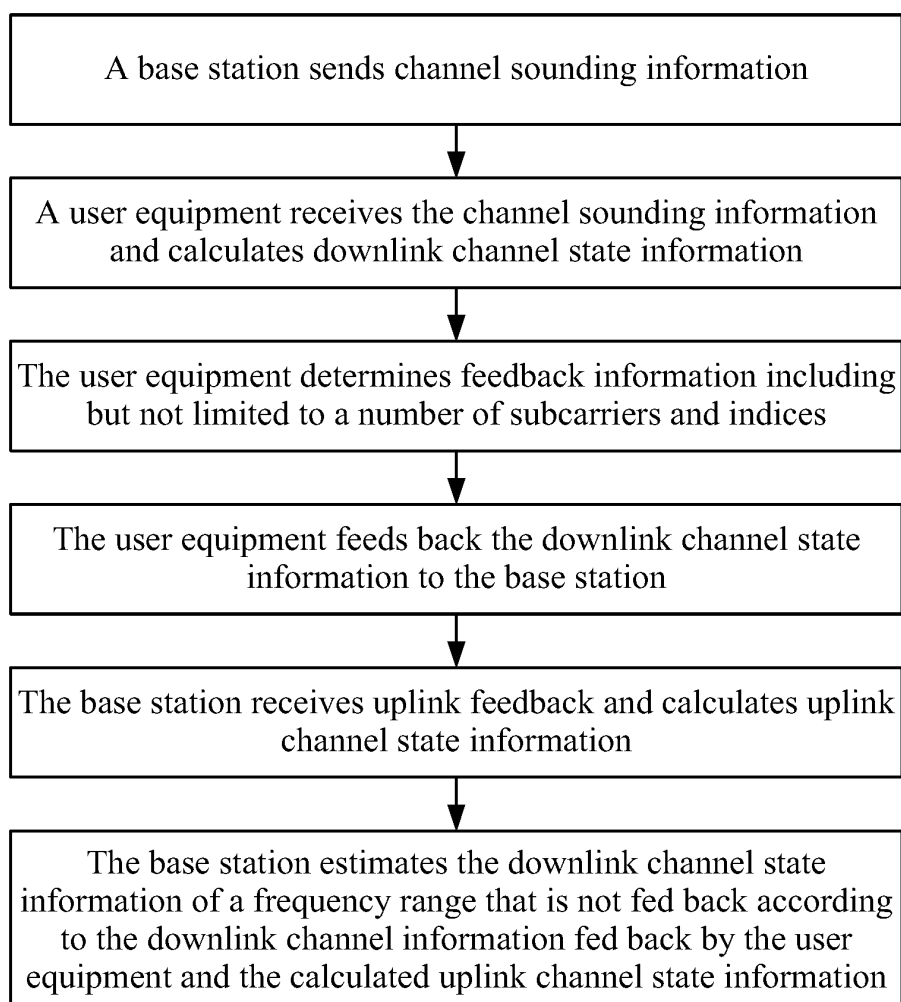 A base station sends channel sounding information
A user equipment receives the channel sounding information
and calculates downlink channel state information
The user equipment determines feedback information including
but not limited to a number of subcarriers and indices
The user equipment feeds back the downlink channel state
information to the base station
The base station receives uplink feedback and calculates uplink
channel state information
The base station estimates the downlink channel state
information of a frequency range that is not fed back according
to the downlink channel information fed back by the user
equipment and the calculated uplink channel state information